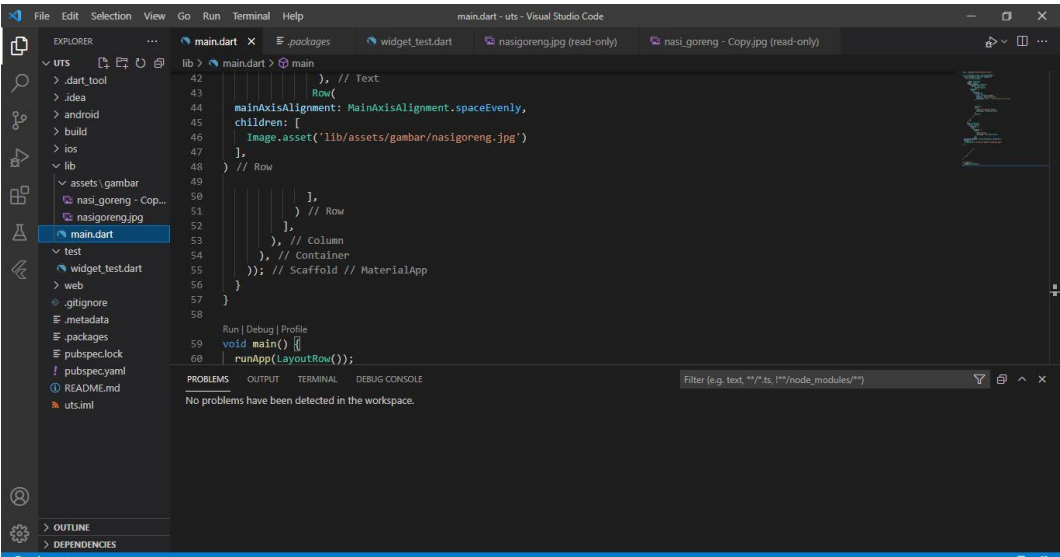 File Edit Selection View Go Run Terminal Help main.dart - uts - Visual Studio Code
EXPLORER
UTS
.dart_tool
.idea
android
build
ios
lib
assets\gambar
nasi_goreng - Cop...
nasigoreng.jpg
main.dart
test
widget_test.dart
web
.gitignore
.metadata
.packages
pubspec.lock
pubspec.yaml
README.md
uts.iml
OUTLINE
DEPENDENCIES
main.dart .packages widget_test.dart nasigoreng.jpg (read-only) nasi_goreng - Copy.jpg (read-only)
lib > main.dart > main
42 ), // Text
43 Row(
44 mainAxisAlignment: MainAxisAlignment.spaceEvenly,
45 children: [
46 Image.asset('lib/assets/gambar/nasigoreng.jpg')
47 ],
48 ) // Row
49
50 ],
51 ) // Row
52 ],
53 ), // Column
54 ), // Container
55 )); // Scaffold // MaterialApp
56 }
57 }
58
Run | Debug | Profile
59 void main() {
60 runApp(LayoutRow());
PROBLEMS OUTPUT TERMINAL DEBUG CONSOLE Filter (e.g. text, **/*.ts, !**/node_modules/**)
No problems have been detected in the workspace.